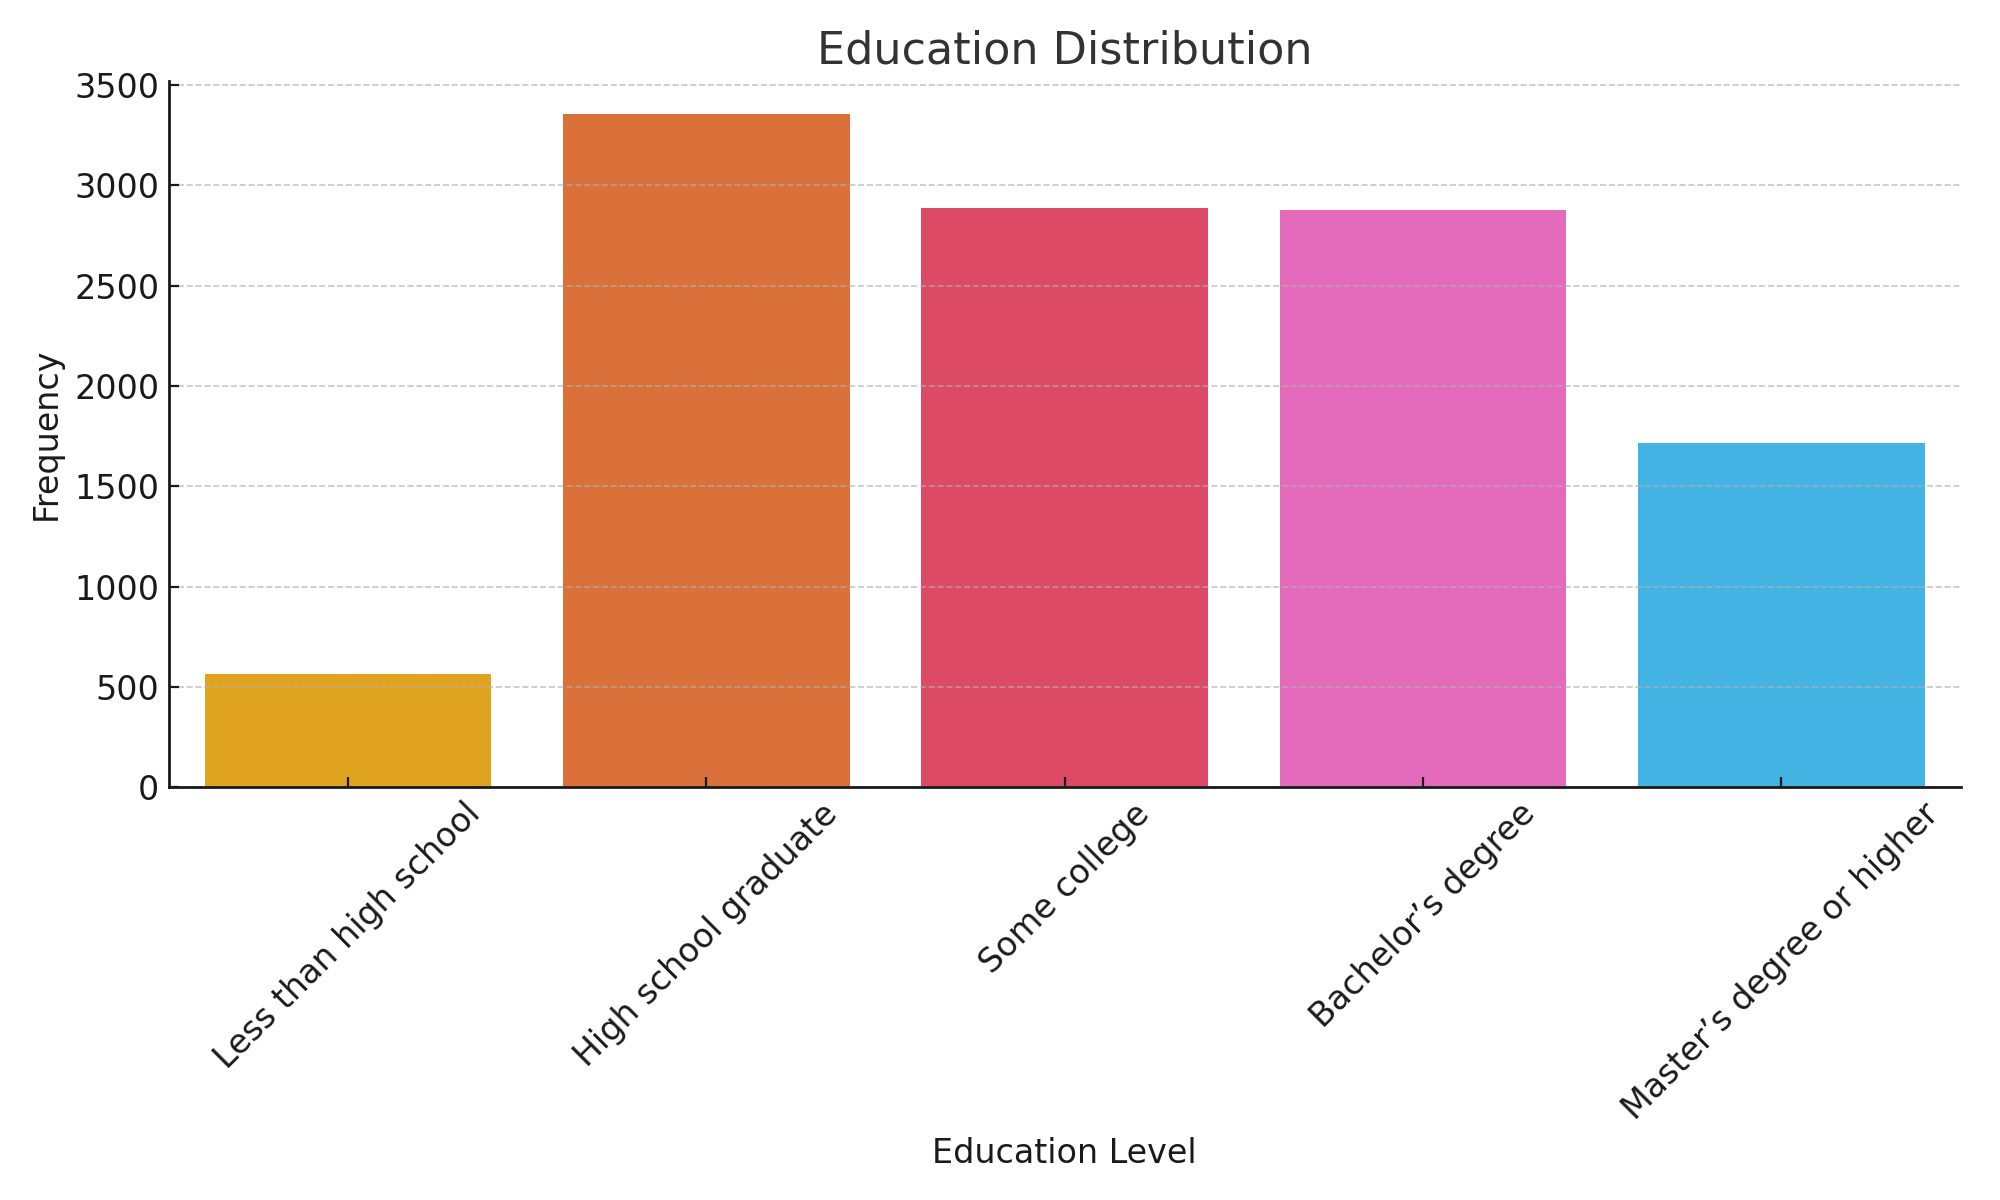 Education Distribution
3500
3000
2500
2000
1500
1000
500
0
Frequency
Less than high school
High school graduate
Some college
Bachelor’s degree
Master’s degree or higher
Education Level